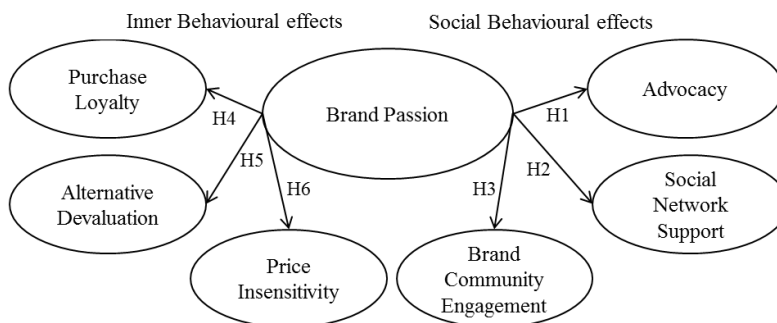 Inner Behavioural effects
Social Behavioural effects
Purchase
Loyalty
Brand Passion
Advocacy
H4
H1
H5
H2
H6
H3
Alternative
Devaluation
Social
Network
Support
Price
Insensitivity
Brand
Community
Engagement